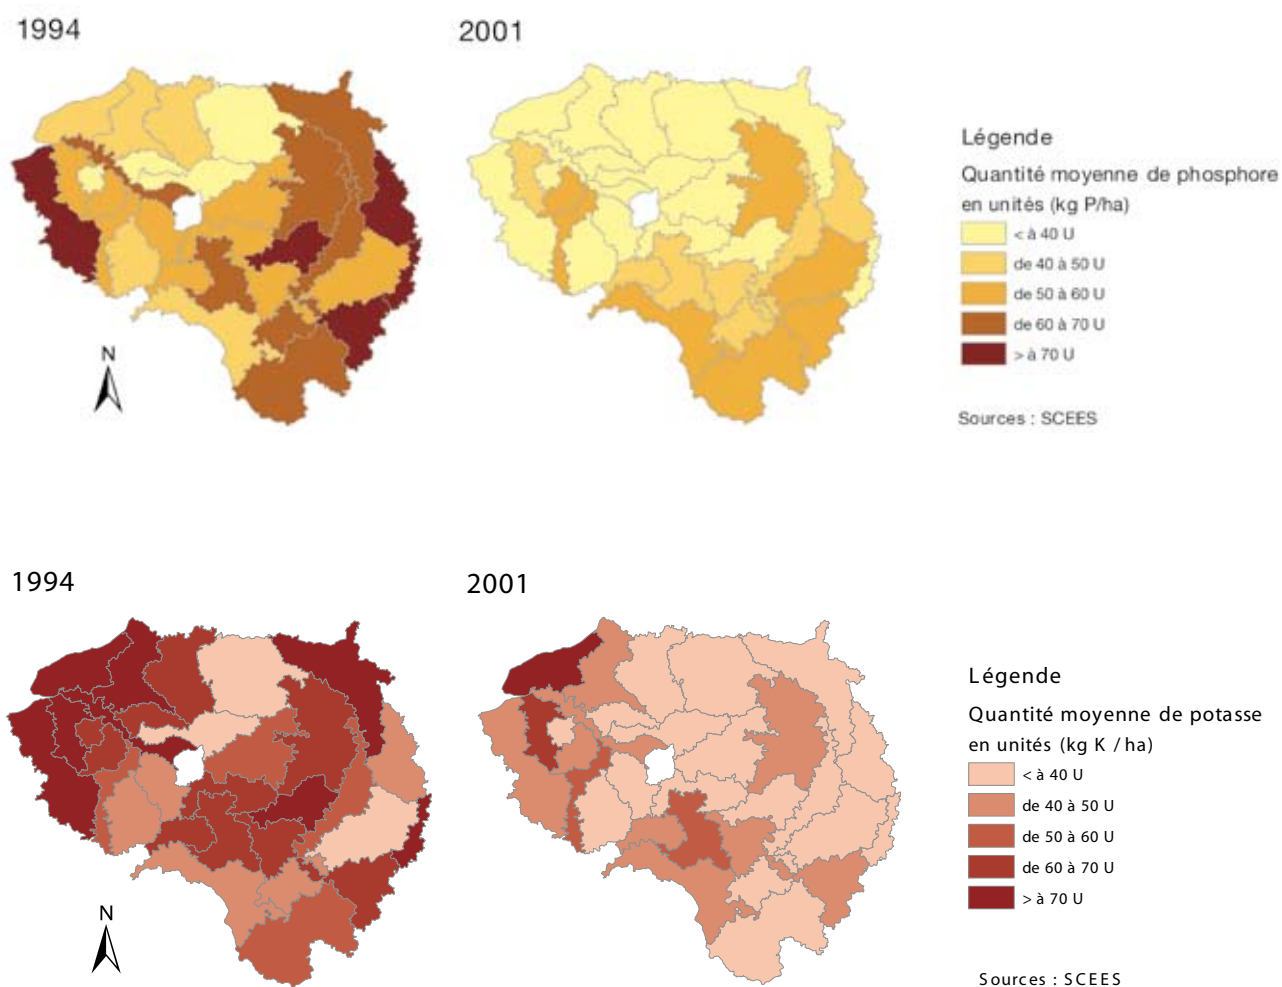 1994
2001
Légende
Quantité moyenne de phosphore
en unités (kg P/ha)
< à 40 U
de 40 à 50 U
de 50 à 60 U
de 60 à 70 U
> à 70 U
N
Sources : SCEES
1994
2001
Légende
Quantité moyenne de potasse
en unités (kg K / ha)
< à 40 U
de 40 à 50 U
de 50 à 60 U
de 60 à 70 U
> à 70 U
N
Sources : SCEES